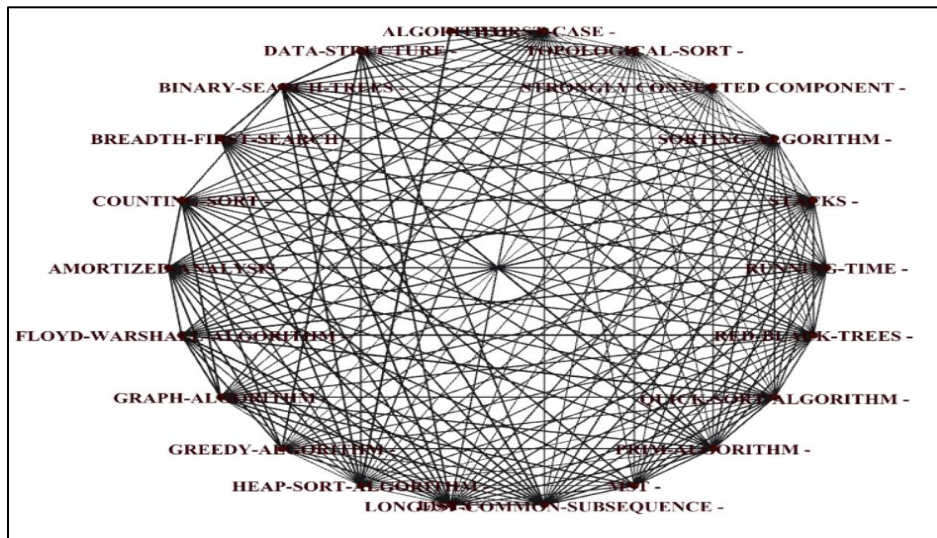 ALGORITHM WORST-CASE -
DATA-STRUCTURE - TOPOLOGICAL-SORT -
BINARY-SEARCH-TREES - STRONGLY CONNECTED COMPONENT -
BREADTH-FIRST-SEARCH - SORTING-ALGORITHM -
COUNTING-SORT - STACKS -
AMORTIZED-ANALYSIS - RUNNING-TIME -
FLOYD-WARSHALL-ALGORITHM - RED-BLACK-TREES -
GRAPH-ALGORITHM - QUICK-SORT-ALGORITHM -
GREEDY-ALGORITHM - PRIM-ALGORITHM -
HEAP-SORT-ALGORITHM - MST -
LONGEST-COMMON-SUBSEQUENCE -